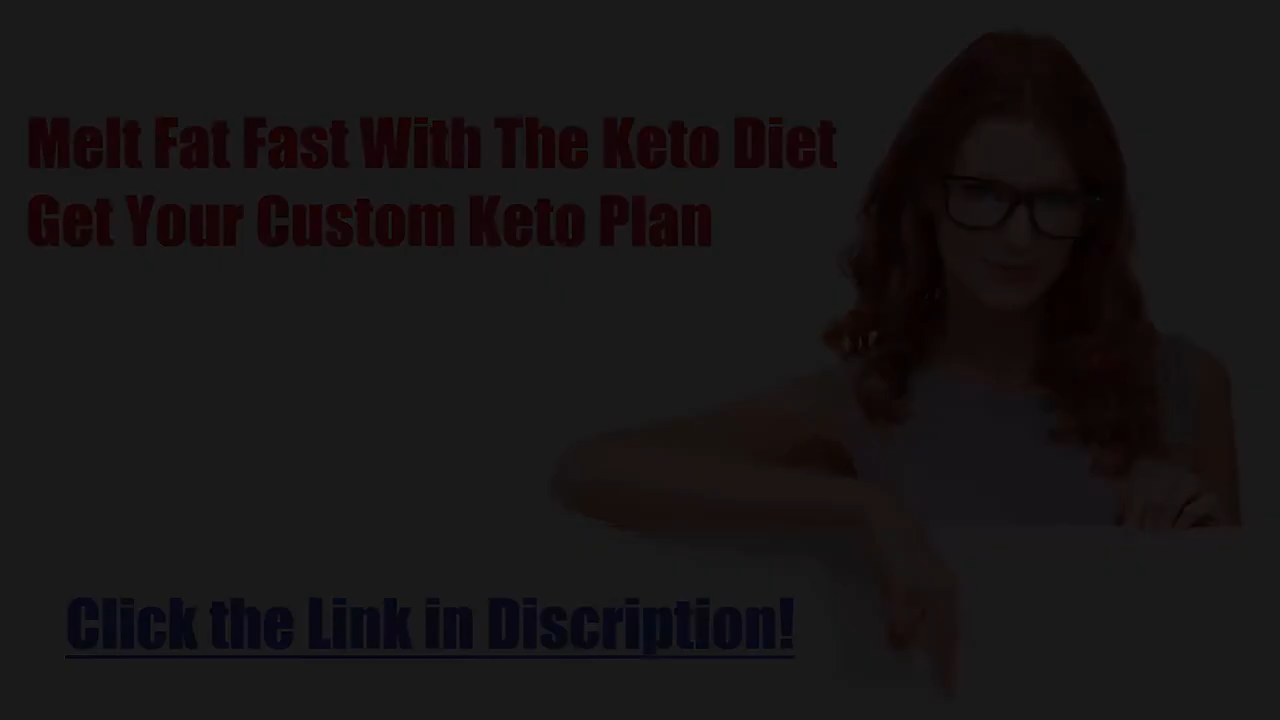 Melt Fat Fast With The Keto Diet
Get Your Custom Keto Plan
Click the Link in Discription!